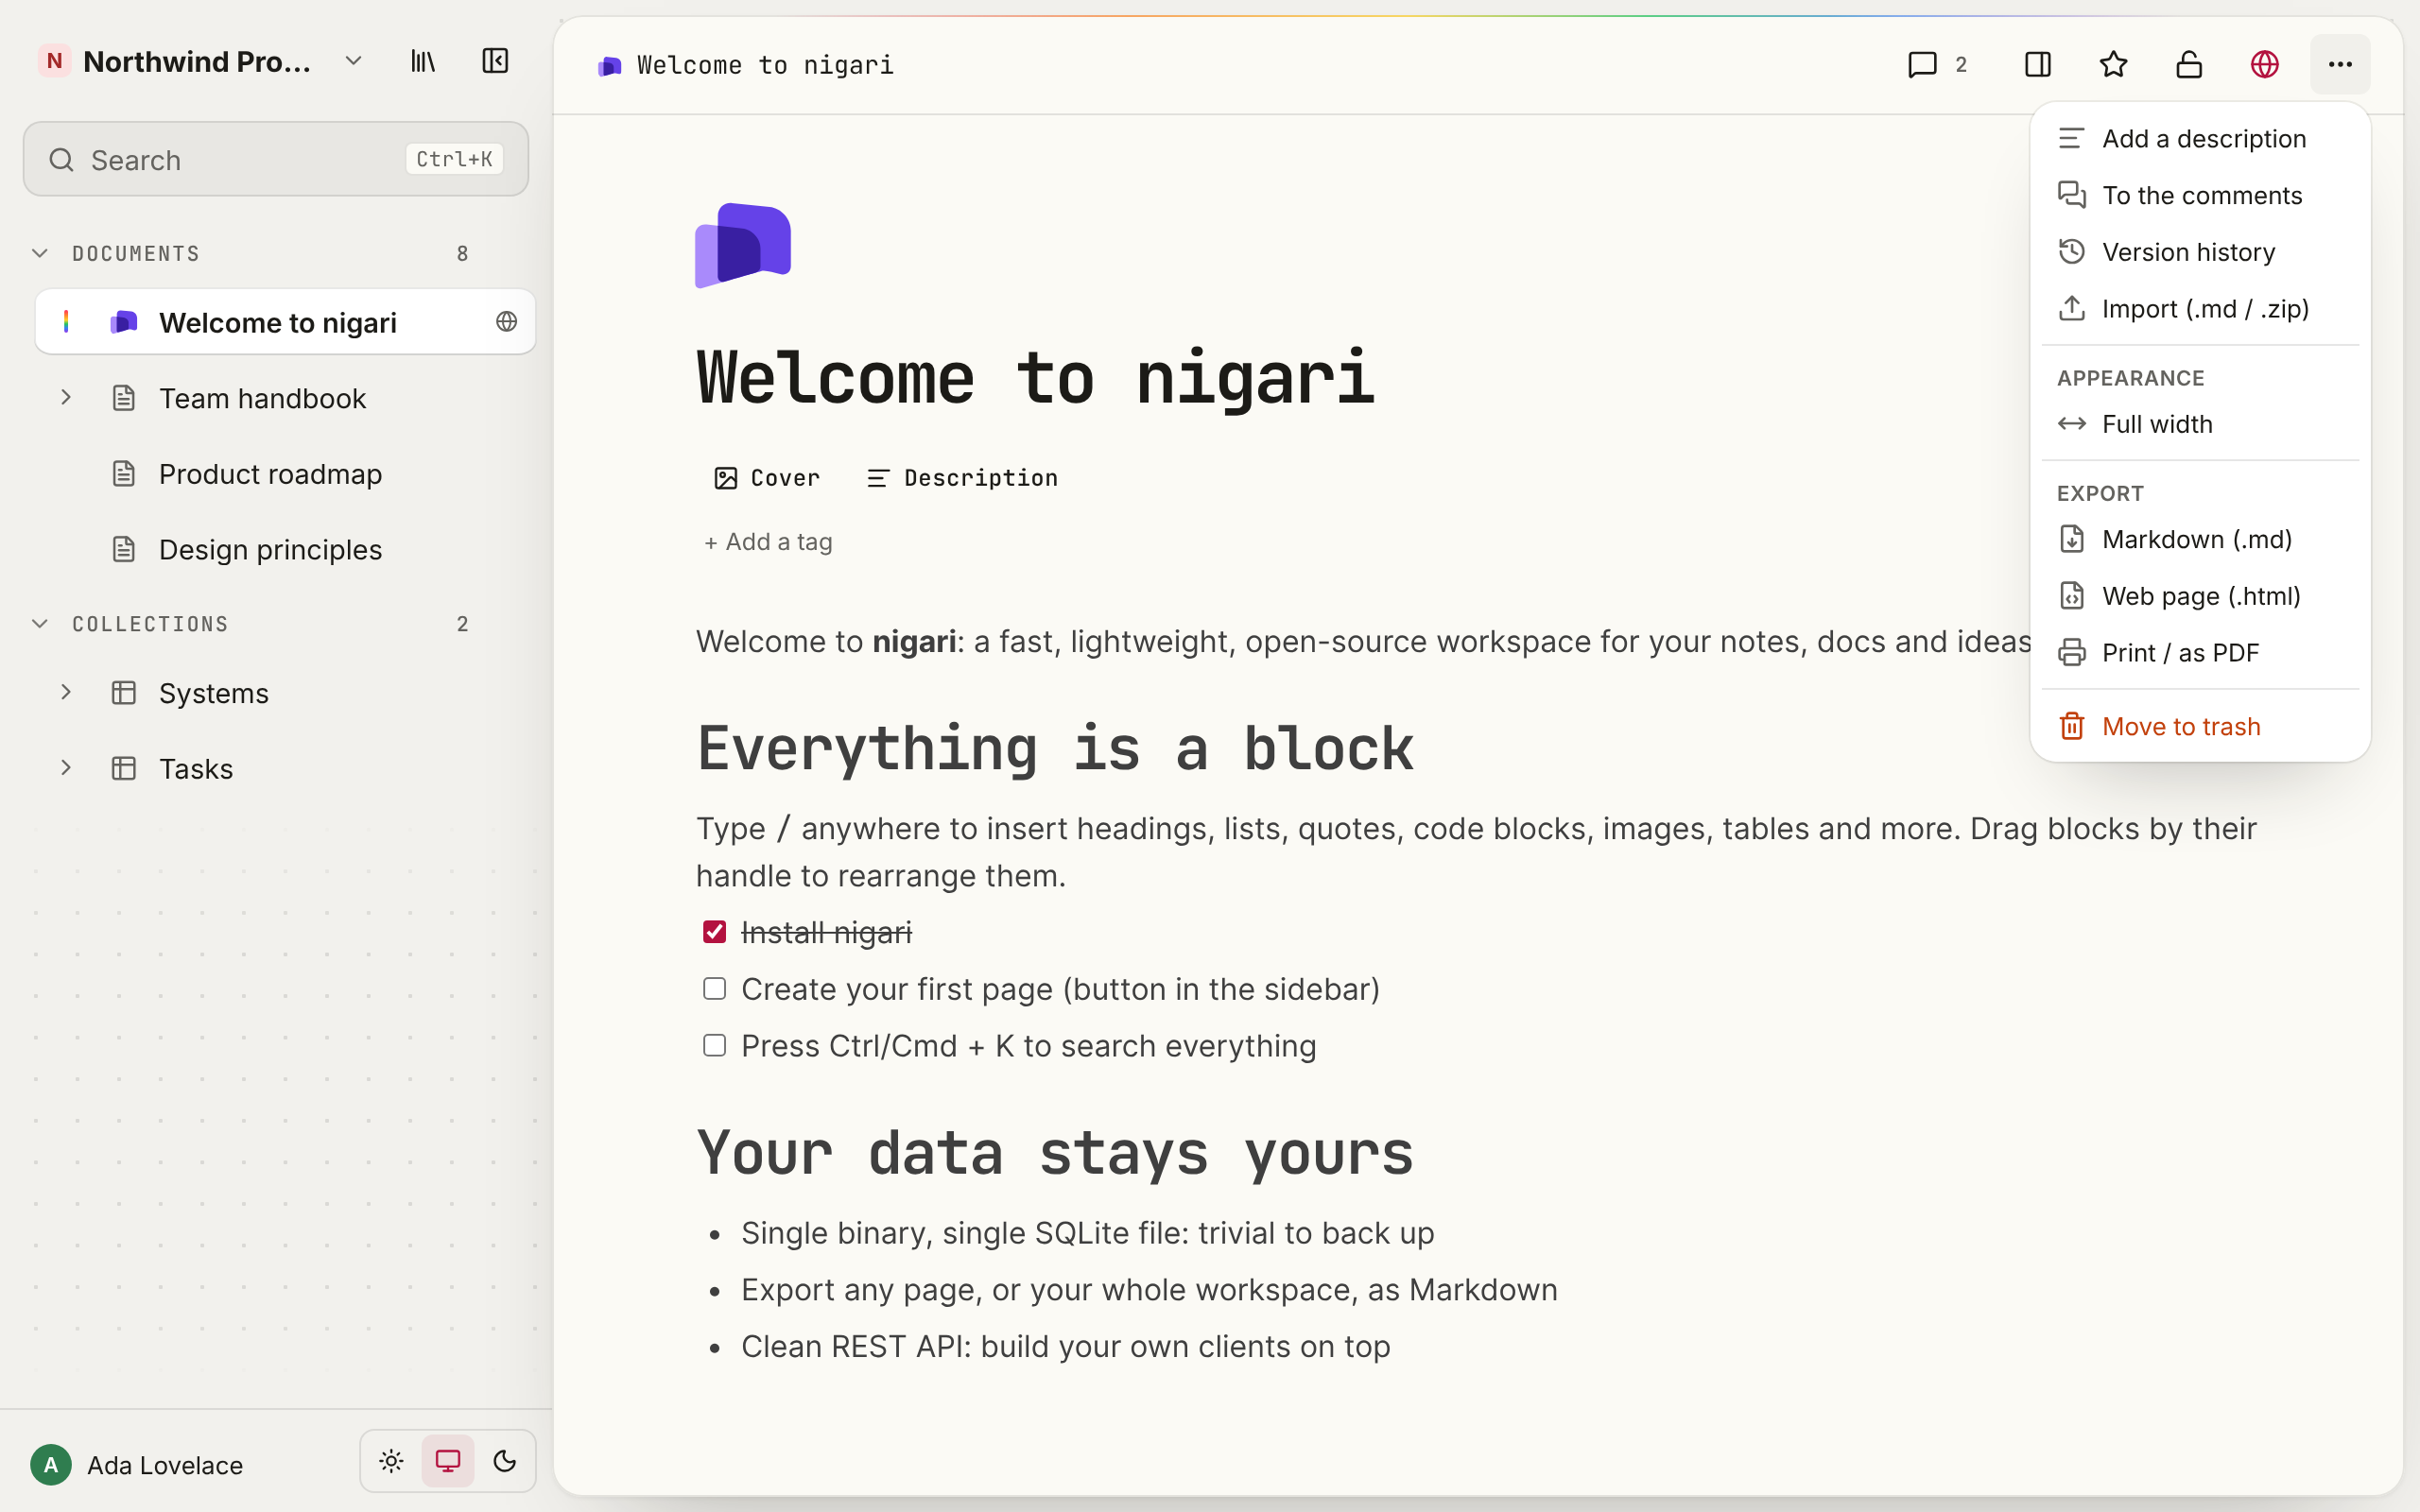 N Northwind Pro...
Search Ctrl+K
DOCUMENTS 8
Welcome to nigari
Team handbook
Product roadmap
Design principles
COLLECTIONS 2
Systems
Tasks
A Ada Lovelace
Welcome to nigari 2
Welcome to nigari
Cover Description
+ Add a tag
Welcome to nigari: a fast, lightweight, open-source workspace for your notes, docs and ideas
Everything is a block
Type / anywhere to insert headings, lists, quotes, code blocks, images, tables and more. Drag blocks by their
handle to rearrange them.
Install nigari
Create your first page (button in the sidebar)
Press Ctrl/Cmd + K to search everything
Your data stays yours
• Single binary, single SQLite file: trivial to back up
• Export any page, or your whole workspace, as Markdown
• Clean REST API: build your own clients on top
Add a description
To the comments
Version history
Import (.md / .zip)
APPEARANCE
Full width
EXPORT
Markdown (.md)
Web page (.html)
Print / as PDF
Move to trash